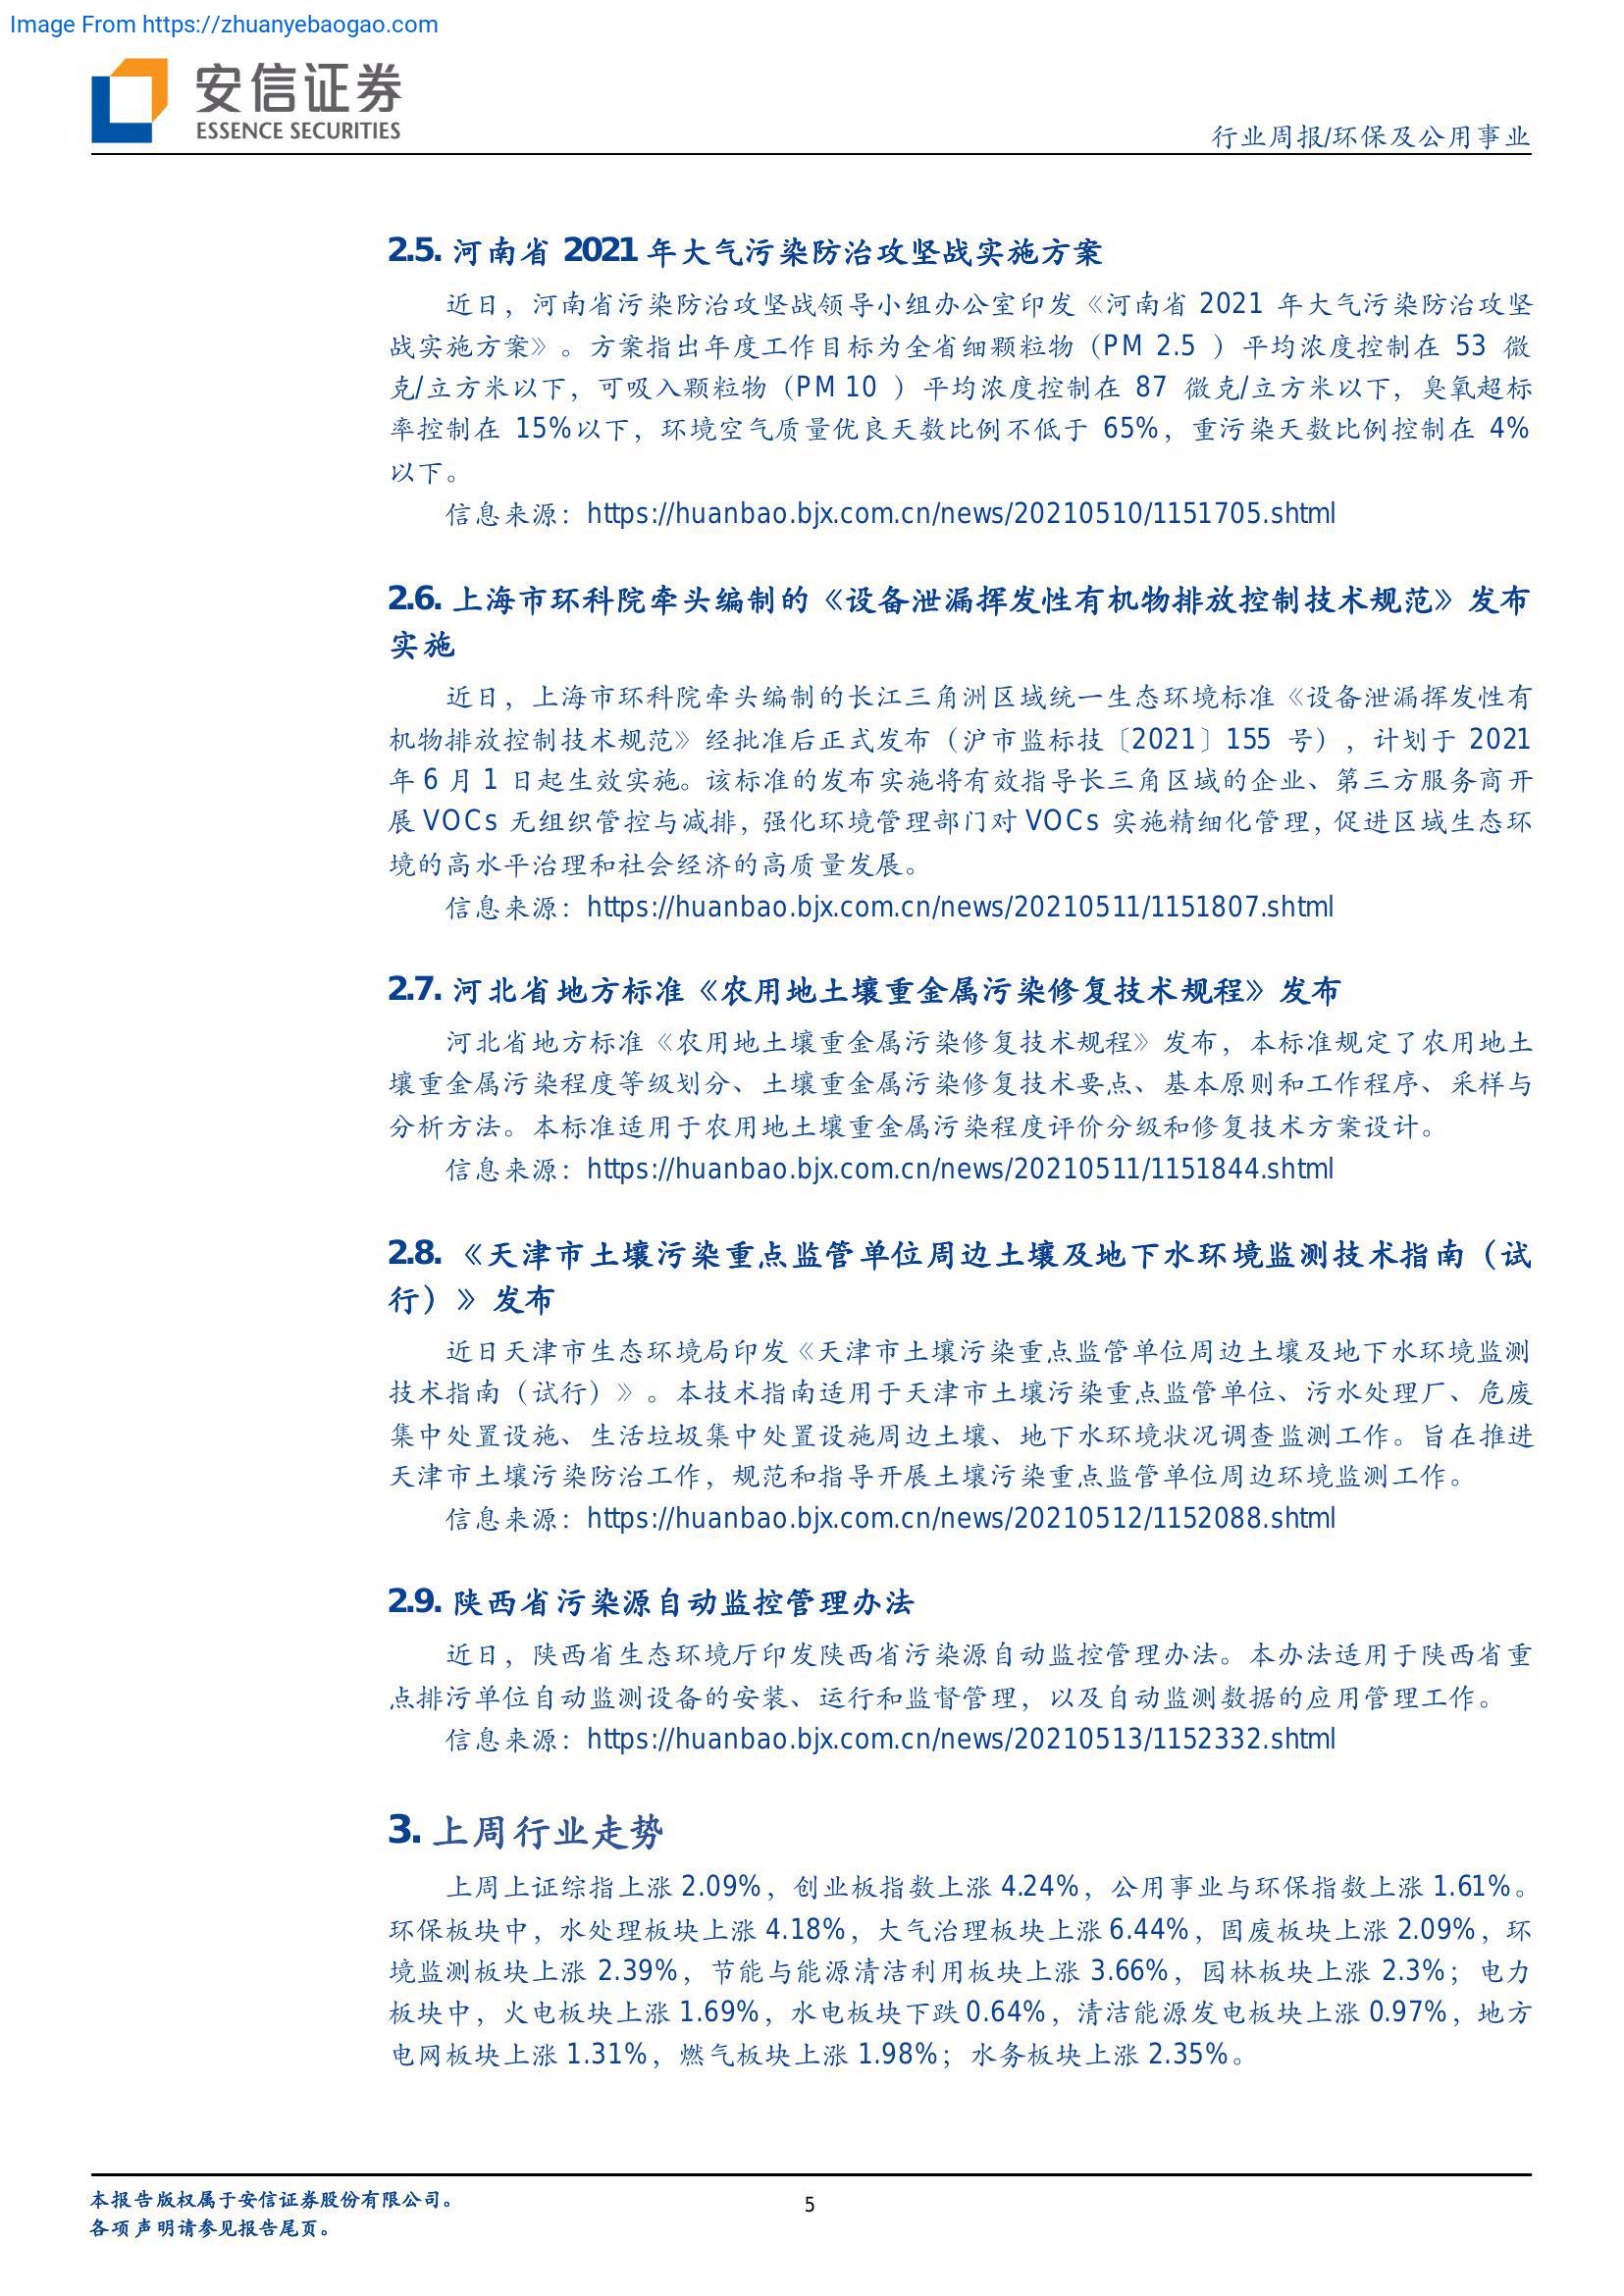 Image From https://zhuanyebaogao.com
安信证券
ESSENCE SECURITIES
行业周报/环保及公用事业
2.5. 河南省 2021 年大气污染防治攻坚战实施方案
近日，河南省污染防治攻坚战领导小组办公室印发《河南省 2021 年大气污染防治攻坚
战实施方案》。方案指出年度工作目标为全省细颗粒物（PM 2.5 ）平均浓度控制在 53 微
克/立方米以下，可吸入颗粒物（PM 10 ）平均浓度控制在 87 微克/立方米以下，臭氧超标
率控制在 15%以下，环境空气质量优良天数比例不低于 65%，重污染天数比例控制在 4%
以下。
信息来源：https://huanbao.bjx.com.cn/news/20210510/1151705.shtml
2.6. 上海市环科院牵头编制的《设备泄漏挥发性有机物排放控制技术规范》发布
实施
近日，上海市环科院牵头编制的长江三角洲区域统一生态环境标准《设备泄漏挥发性有
机物排放控制技术规范》经批准后正式发布（沪市监标技〔2021〕155 号），计划于 2021
年 6 月 1 日起生效实施。该标准的发布实施将有效指导长三角区域的企业、第三方服务商开
展 VOCs 无组织管控与减排，强化环境管理部门对 VOCs 实施精细化管理，促进区域生态环
境的高水平治理和社会经济的高质量发展。
信息来源：https://huanbao.bjx.com.cn/news/20210511/1151807.shtml
2.7. 河北省地方标准《农用地土壤重金属污染修复技术规程》发布
河北省地方标准《农用地土壤重金属污染修复技术规程》发布，本标准规定了农用地土
壤重金属污染程度等级划分、土壤重金属污染修复技术要点、基本原则和工作程序、采样与
分析方法。本标准适用于农用地土壤重金属污染程度评价分级和修复技术方案设计。
信息来源：https://huanbao.bjx.com.cn/news/20210511/1151844.shtml
2.8. 《天津市土壤污染重点监管单位周边土壤及地下水环境监测技术指南（试
行）》发布
近日天津市生态环境局印发《天津市土壤污染重点监管单位周边土壤及地下水环境监测
技术指南（试行）》。本技术指南适用于天津市土壤污染重点监管单位、污水处理厂、危废
集中处置设施、生活垃圾集中处置设施周边土壤、地下水环境状况调查监测工作。旨在推进
天津市土壤污染防治工作，规范和指导开展土壤污染重点监管单位周边环境监测工作。
信息来源：https://huanbao.bjx.com.cn/news/20210512/1152088.shtml
2.9. 陕西省污染源自动监控管理办法
近日，陕西省生态环境厅印发陕西省污染源自动监控管理办法。本办法适用于陕西省重
点排污单位自动监测设备的安装、运行和监督管理，以及自动监测数据的应用管理工作。
信息来源：https://huanbao.bjx.com.cn/news/20210513/1152332.shtml
3. 上周行业走势
上周上证综指上涨 2.09%，创业板指数上涨 4.24%，公用事业与环保指数上涨 1.61%。
环保板块中，水处理板块上涨 4.18%，大气治理板块上涨 6.44%，固废板块上涨 2.09%，环
境监测板块上涨 2.39%，节能与能源清洁利用板块上涨 3.66%，园林板块上涨 2.3%；电力
板块中，火电板块上涨 1.69%，水电板块下跌 0.64%，清洁能源发电板块上涨 0.97%，地方
电网板块上涨 1.31%，燃气板块上涨 1.98%；水务板块上涨 2.35%。
本报告版权属于安信证券股份有限公司。
各项声明请参见报告尾页。
5